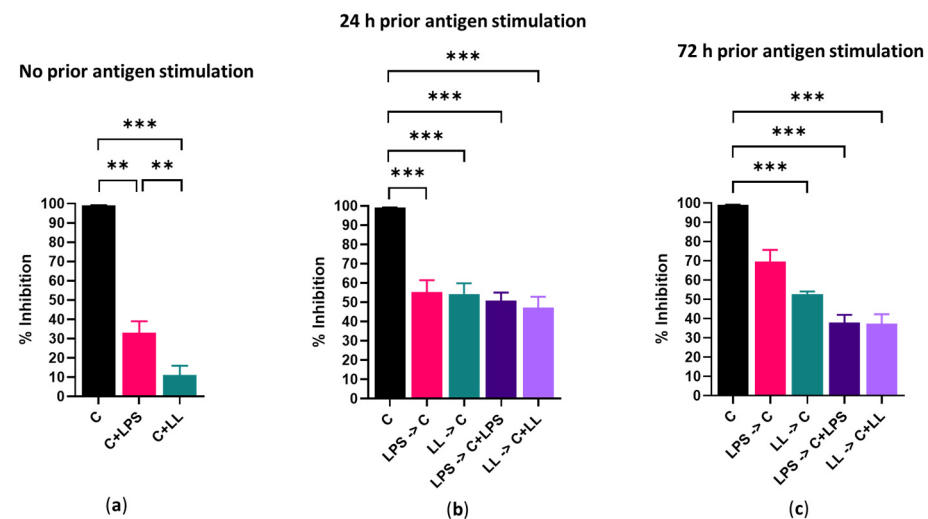 24 h prior antigen stimulation
No prior antigen stimulation
72 h prior antigen stimulation
***
** **
% Inhibition
100
90
80
70
60
50
40
30
20
10
0
C
C+LPS
C+LL
(a)
***
***
***
***
% Inhibition
100
90
80
70
60
50
40
30
20
10
0
C
LPS -> C
LL -> C
LPS -> C+LPS
LL -> C+LL
(b)
***
***
***
% Inhibition
100
90
80
70
60
50
40
30
20
10
0
C
LPS -> C
LL -> C
LPS -> C+LPS
LL -> C+LL
(c)